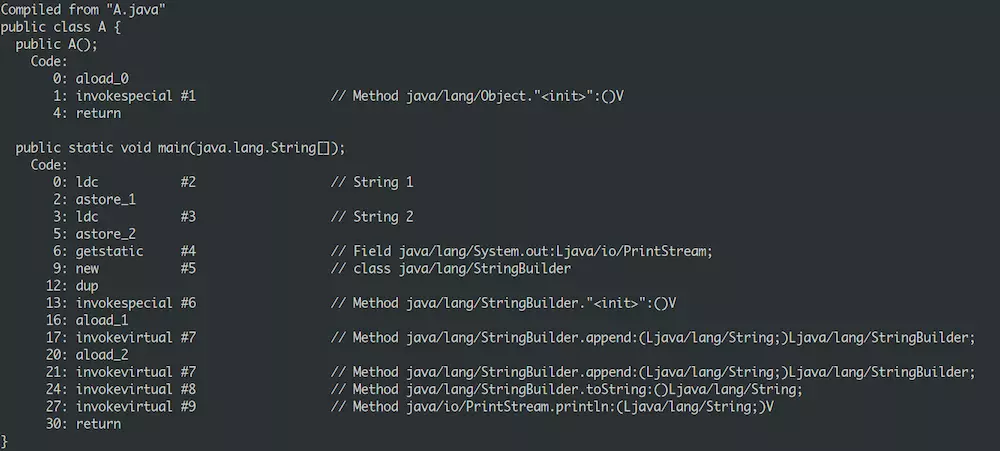 Compiled from "A.java"
public class A {
  public A();
    Code:
       0: aload_0
       1: invokespecial #1                  // Method java/lang/Object."<init>":()V
       4: return

  public static void main(java.lang.String[]);
    Code:
       0: ldc           #2                  // String 1
       2: astore_1
       3: ldc           #3                  // String 2
       5: astore_2
       6: getstatic     #4                  // Field java/lang/System.out:Ljava/io/PrintStream;
       9: new           #5                  // class java/lang/StringBuilder
      12: dup
      13: invokespecial #6                  // Method java/lang/StringBuilder."<init>":()V
      16: aload_1
      17: invokevirtual #7                  // Method java/lang/StringBuilder.append:(Ljava/lang/String;)Ljava/lang/StringBuilder;
      20: aload_2
      21: invokevirtual #7                  // Method java/lang/StringBuilder.append:(Ljava/lang/String;)Ljava/lang/StringBuilder;
      24: invokevirtual #8                  // Method java/lang/StringBuilder.toString:()Ljava/lang/String;
      27: invokevirtual #9                  // Method java/io/PrintStream.println:(Ljava/lang/String;)V
      30: return
}